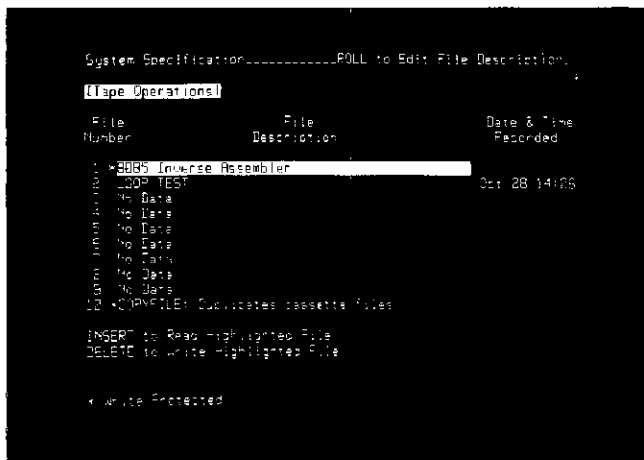 System Specification____________ROLL to Edit File Description.
[Tape Operations]
File File Date & Time
Number Description Recorded
1 *8085 Inverse Assembler
2 LOOP TEST Oct 28 14:26
3 No Data
4 No Data
5 No Data
6 No Data
7 No Data
8 No Data
9 No Data
10 *COPYFILE: Duplicates cassette files
INSERT to Read Highlighted File
DELETE to Write Highlighted File
* Write Protected